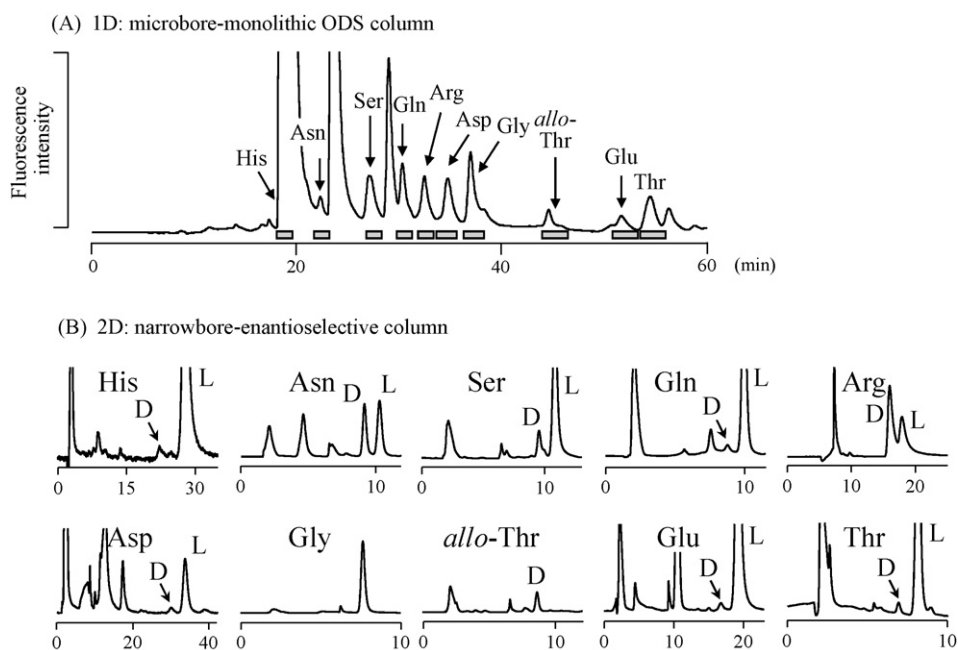 (A) 1D: microbore-monolithic ODS column
Fluorescence
intensity
His
Asn
Ser
Gln
Arg
Asp
Gly
allo-
Thr
Glu
Thr
0 20 40 60 (min)
(B) 2D: narrowbore-enantioselective column
His D L
0 15 30
Asn D L
0 10
Ser D L
0 10
Gln D L
0 10
Arg D L
0 10 20
Asp D L
0 20 40
Gly
0 10
allo-Thr D
0 10
Glu D L
0 10 20
Thr D L
0 10